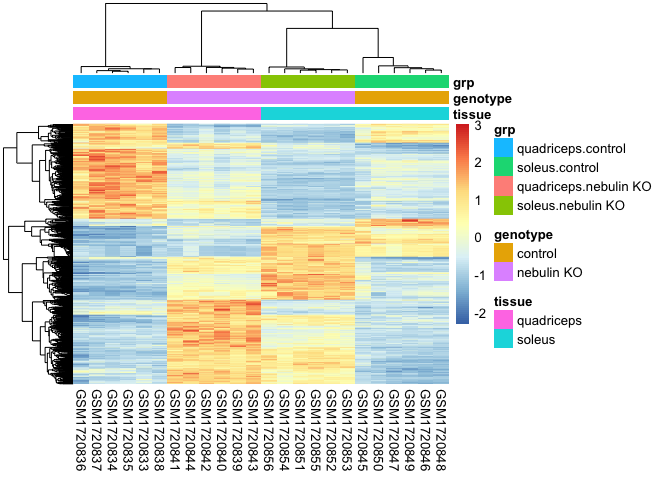 grp
genotype
tissue
3
2
1
0
-1
-2
grp
quadriceps.control
soleus.control
quadriceps.nebulin KO
soleus.nebulin KO
genotype
control
nebulin KO
tissue
quadriceps
soleus
GSM1720836
GSM1720837
GSM1720834
GSM1720835
GSM1720833
GSM1720838
GSM1720841
GSM1720844
GSM1720842
GSM1720840
GSM1720839
GSM1720843
GSM1720856
GSM1720854
GSM1720851
GSM1720855
GSM1720852
GSM1720853
GSM1720845
GSM1720850
GSM1720847
GSM1720849
GSM1720846
GSM1720848